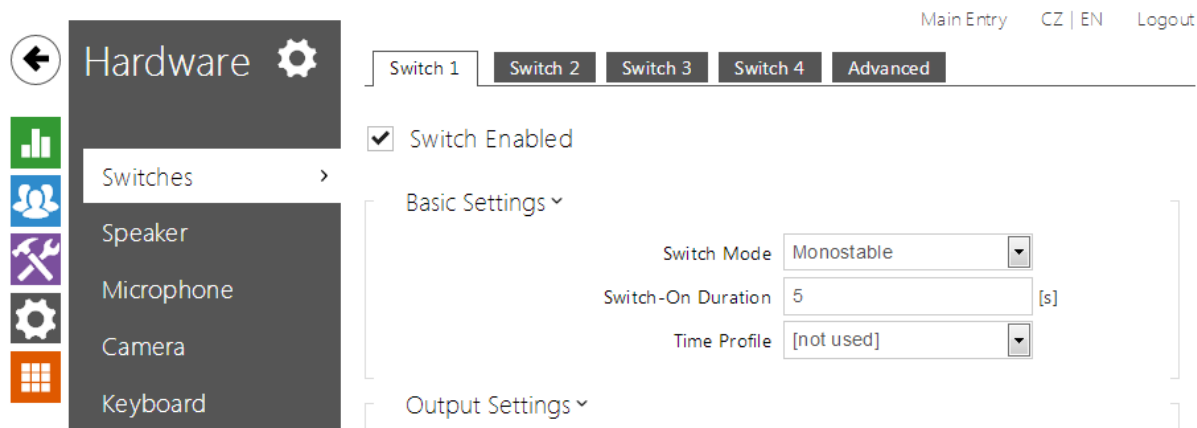 Main Entry CZ | EN Logout
Hardware
Switch 1 Switch 2 Switch 3 Switch 4 Advanced
Switch Enabled
Switches
Speaker
Microphone
Camera
Keyboard
Basic Settings
Switch Mode Monostable
Switch-On Duration 5 [s]
Time Profile [not used]
Output Settings